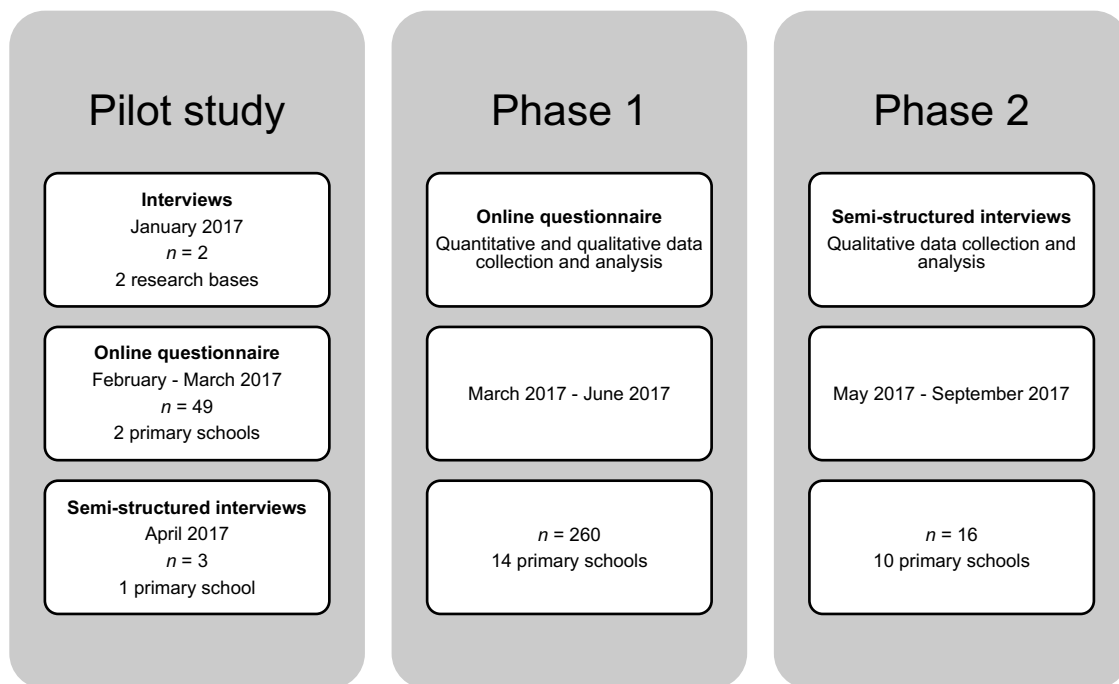 Pilot study
Interviews
January 2017
n = 2
2 research bases
Online questionnaire
February - March 2017
n = 49
2 primary schools
Semi-structured interviews
April 2017
n = 3
1 primary school
Phase 1
Online questionnaire
Quantitative and qualitative data
collection and analysis
March 2017 - June 2017
n = 260
14 primary schools
Phase 2
Semi-structured interviews
Qualitative data collection and
analysis
May 2017 - September 2017
n = 16
10 primary schools